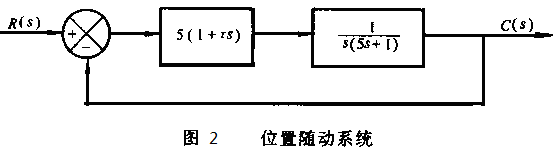 R(s)
+
−
5(1+τs)
1/s(5s+1)
C(s)
图 2 位置随动系统